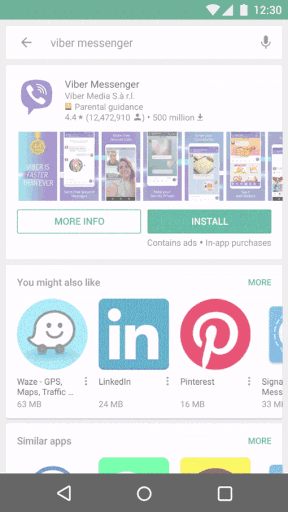 12:30
viber messenger
Viber Messenger
Viber Media S.à r.l.
Parental guidance
4.4 ★ (12,472,910 ) • 500 million
VIBER IS
FASTER
THAN EVER
MORE INFO
INSTALL
Contains ads • In-app purchases
You might also like
MORE
in
Waze - GPS,
Maps, Traffic ...
63 MB
LinkedIn
24 MB
Pinterest
16 MB
Signa
Mess
33 M
Similar apps
MORE